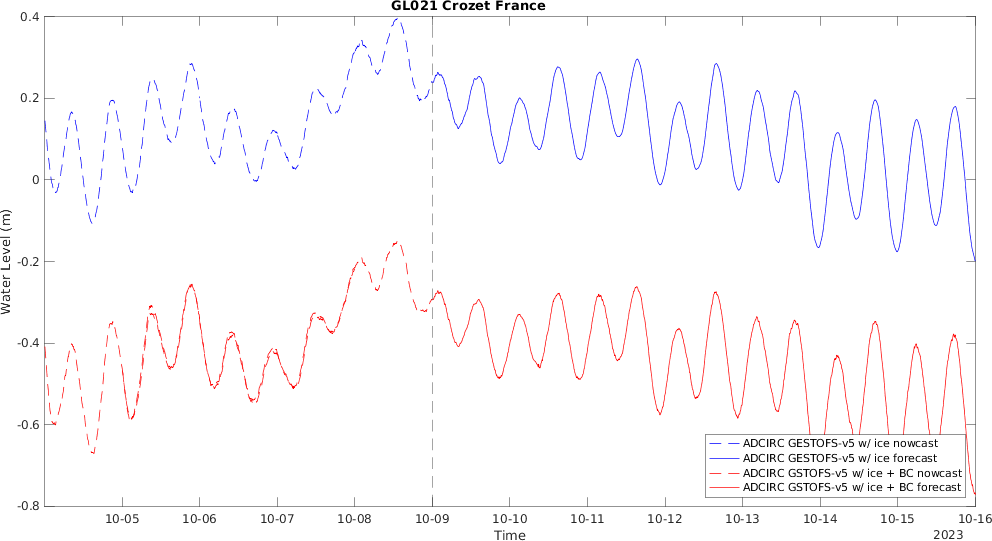 GL021 Crozet France
0.4
0.2
0
-0.2
-0.4
-0.6
-0.8
Water Level (m)
ADCIRC GESTOFS-v5 w/ ice nowcast
ADCIRC GESTOFS-v5 w/ ice forecast
ADCIRC GSTOFS-v5 w/ ice + BC nowcast
ADCIRC GSTOFS-v5 w/ ice + BC forecast
10-05 10-06 10-07 10-08 10-09 10-10 10-11 10-12 10-13 10-14 10-15 10-16
Time
2023